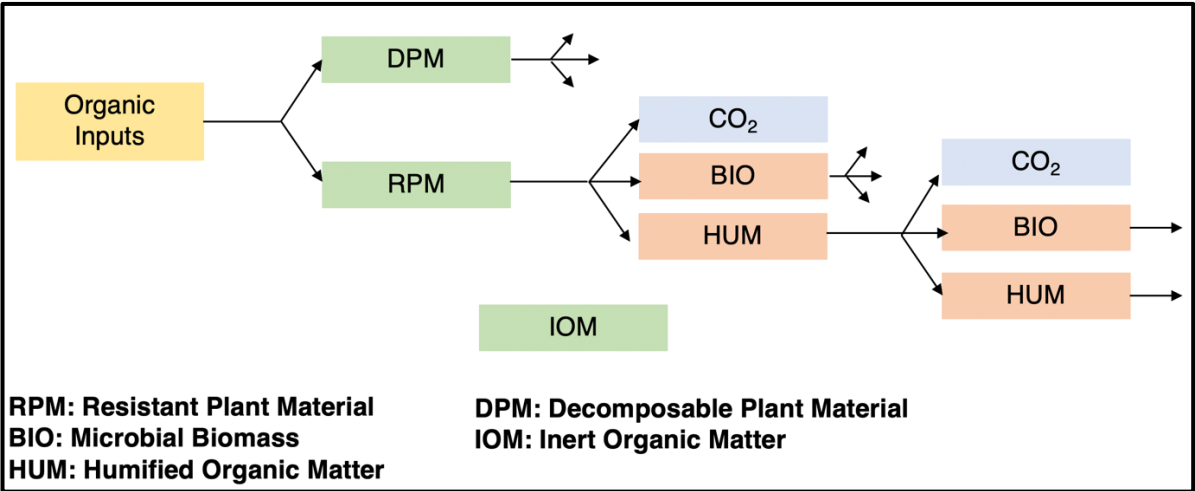 Organic
Inputs
DPM
RPM
CO₂
BIO
HUM
CO₂
BIO
HUM
IOM
RPM: Resistant Plant Material
BIO: Microbial Biomass
HUM: Humified Organic Matter
DPM: Decomposable Plant Material
IOM: Inert Organic Matter